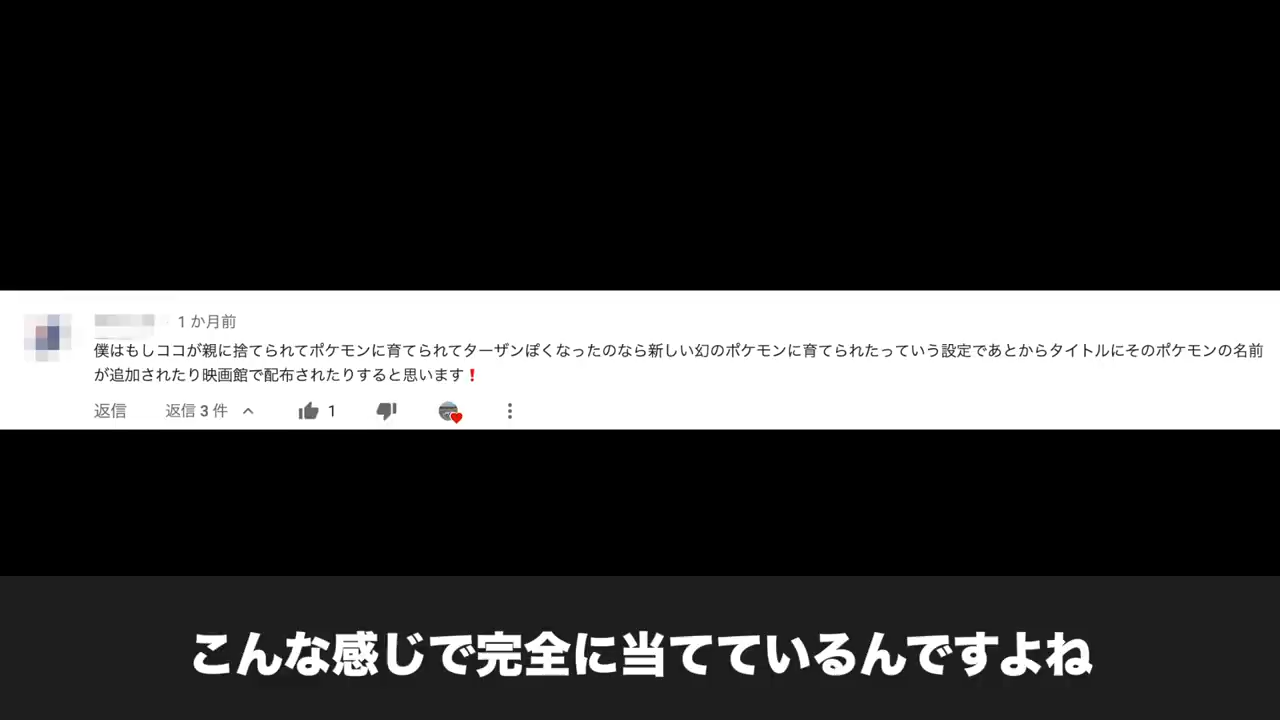 1 か月前
僕はもしココが親に捨てられてポケモンに育てられてターザンぽくなったのなら新しい幻のポケモンに育てられたっていう設定であとからタイトルにそのポケモンの名前
が追加されたり映画館で配布されたりすると思います❗
返信 返信 3 件 1
こんな感じで完全に当てているんですよね